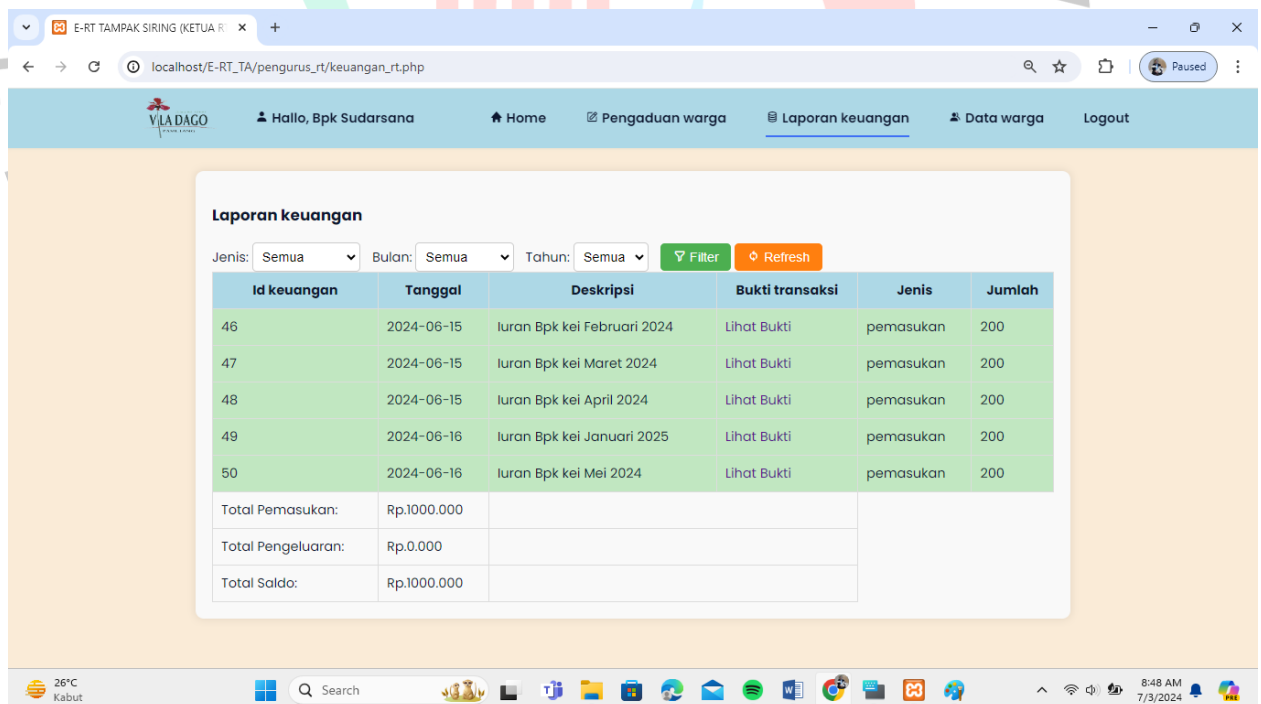 E-RT TAMPAK SIRING (KETUA R
localhost/E-RT_TA/pengurus_rt/keuangan_rt.php
Paused
VILA DAGO
Hallo, Bpk Sudarsana Home Pengaduan warga Laporan keuangan Data warga Logout
Laporan keuangan
Jenis: Semua Bulan: Semua Tahun: Semua Filter Refresh
Id keuangan Tanggal Deskripsi Bukti transaksi Jenis Jumlah
46 2024-06-15 Iuran Bpk kei Februari 2024 Lihat Bukti pemasukan 200
47 2024-06-15 Iuran Bpk kei Maret 2024 Lihat Bukti pemasukan 200
48 2024-06-15 Iuran Bpk kei April 2024 Lihat Bukti pemasukan 200
49 2024-06-16 Iuran Bpk kei Januari 2025 Lihat Bukti pemasukan 200
50 2024-06-16 Iuran Bpk kei Mei 2024 Lihat Bukti pemasukan 200
Total Pemasukan: Rp.1000.000
Total Pengeluaran: Rp.0.000
Total Saldo: Rp.1000.000
26°C
Kabut
Search
8:48 AM
7/3/2024
PRE